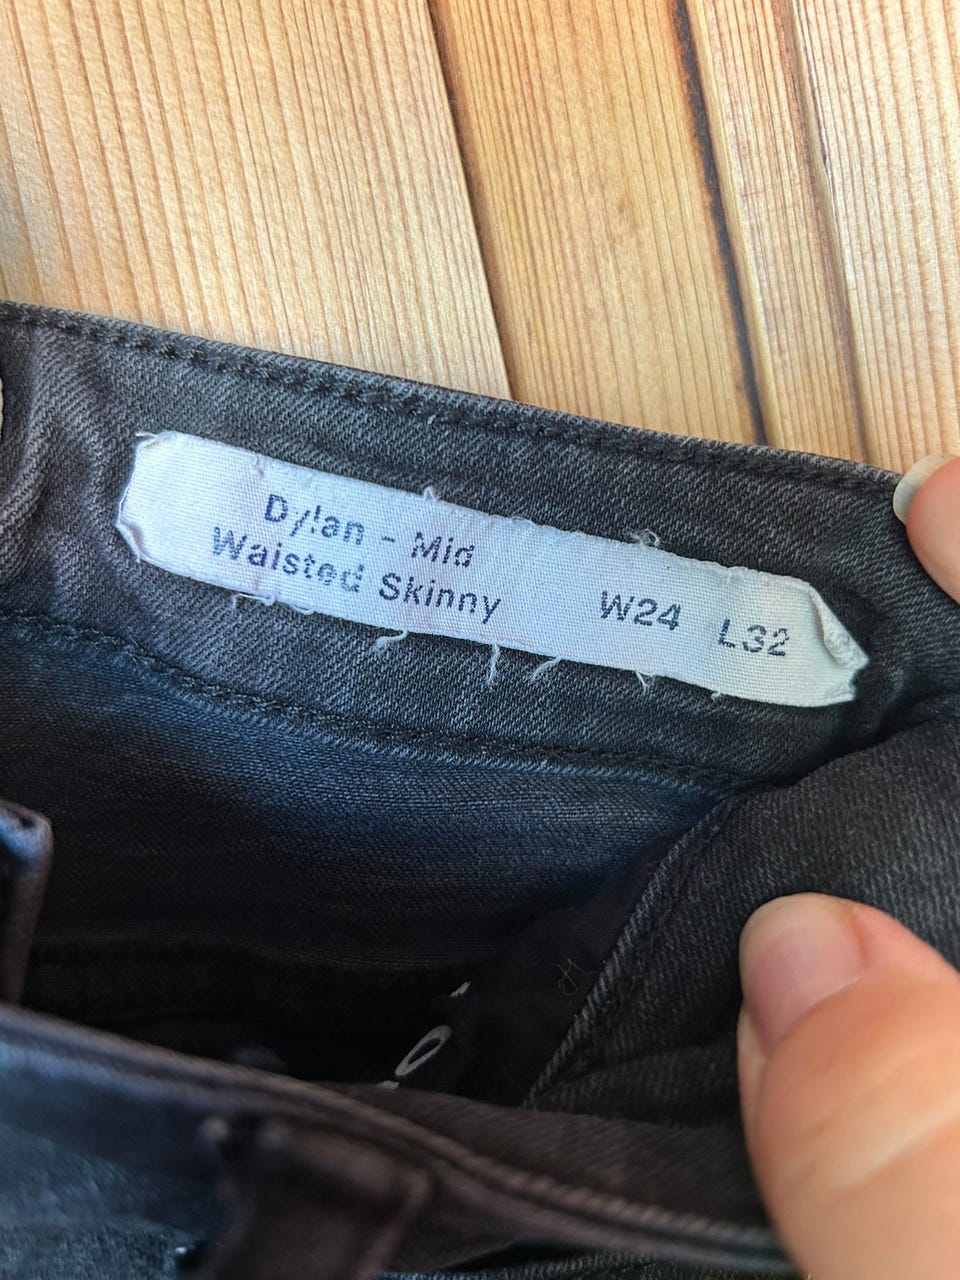 Dylan - Mid
Waisted Skinny
W24 L32